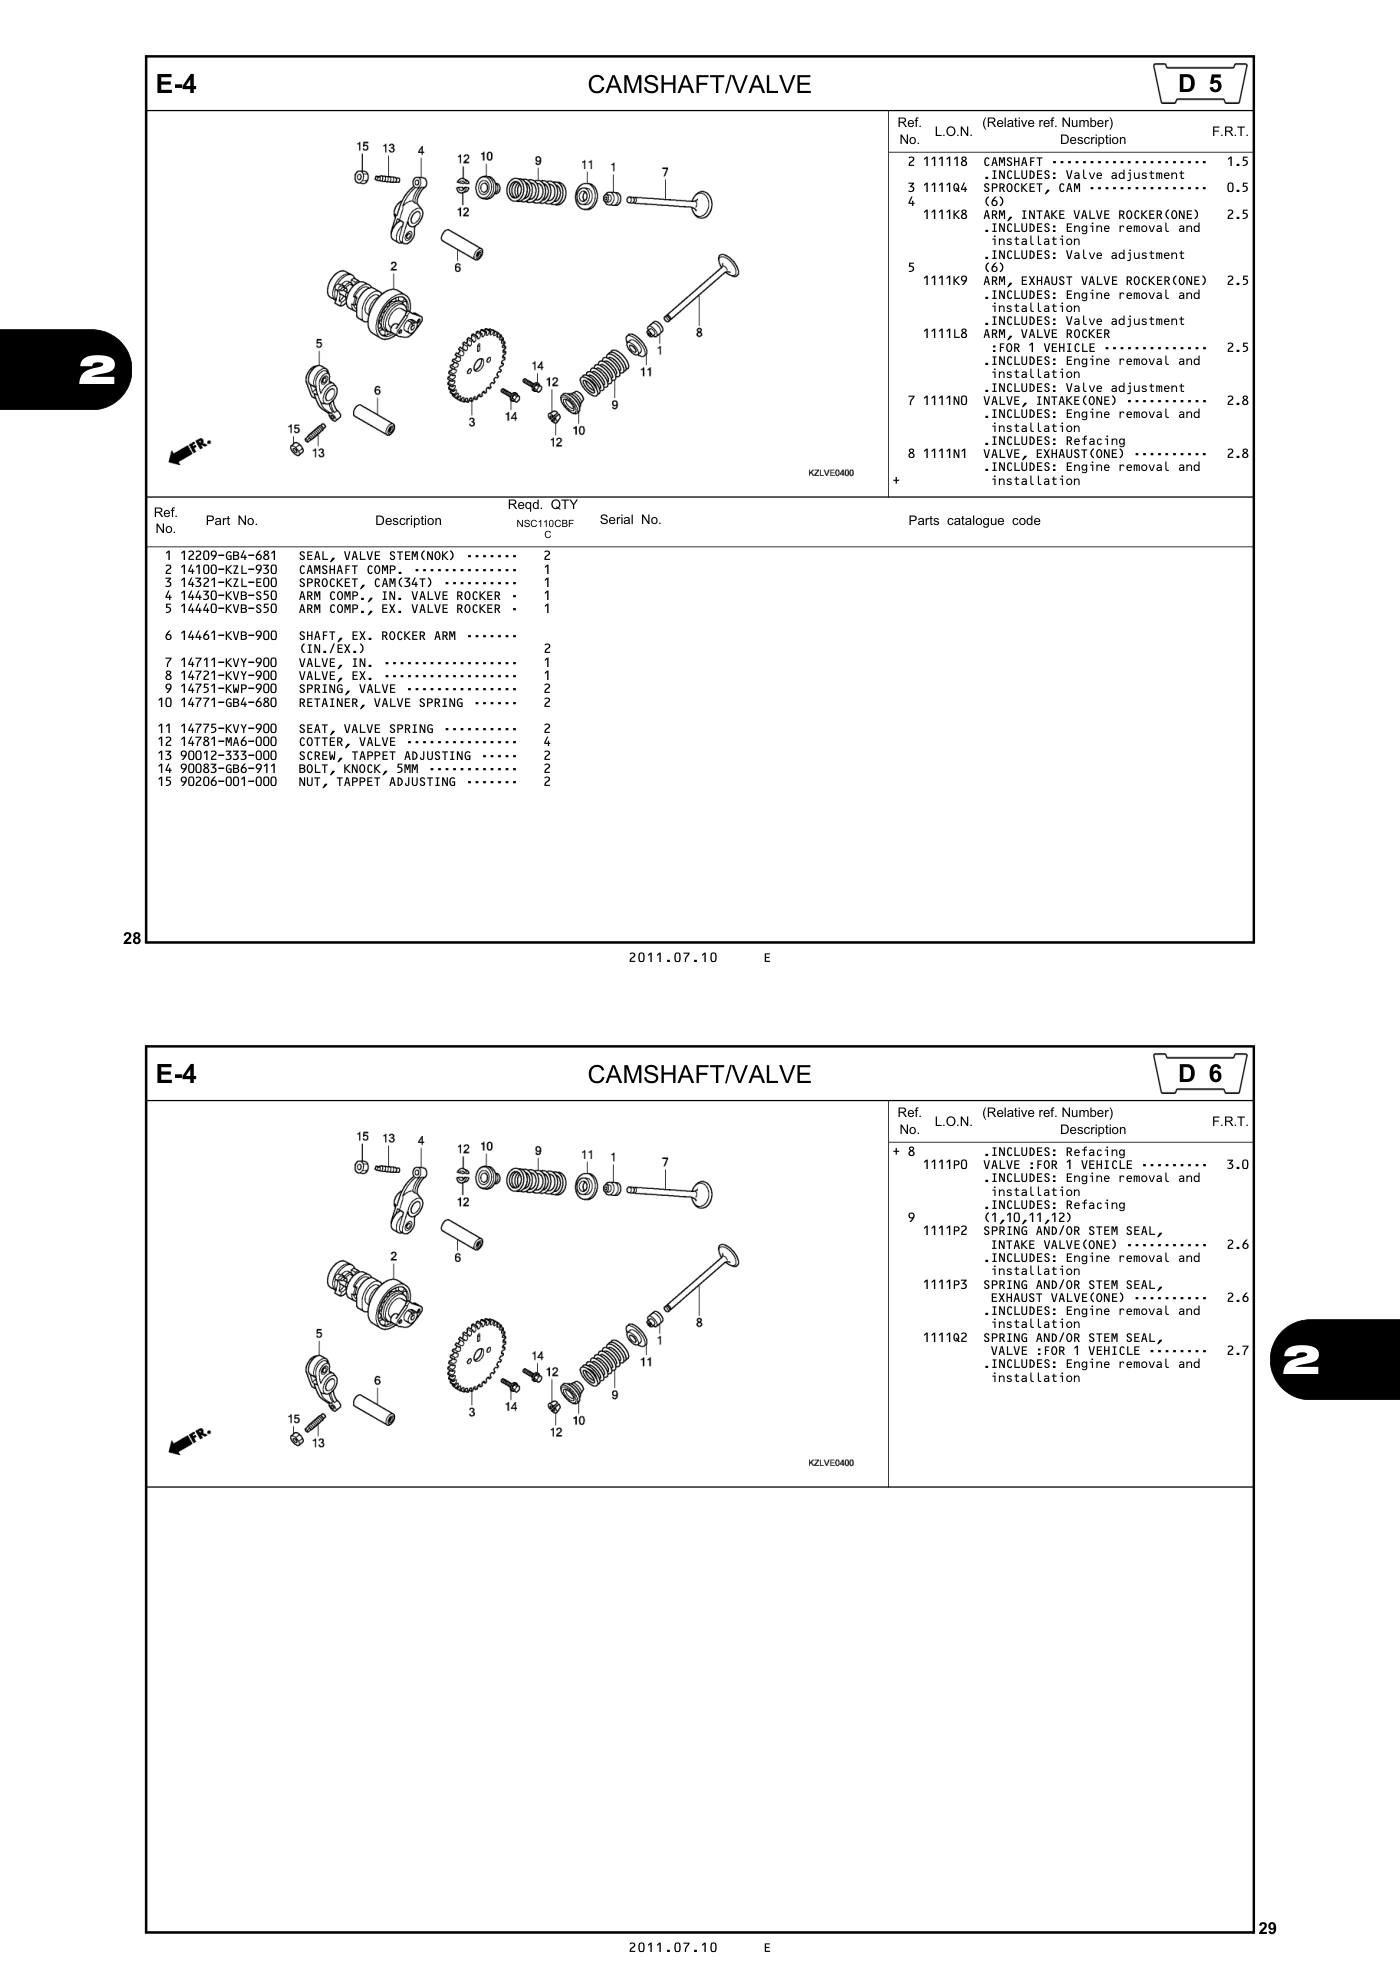 E-4
CAMSHAFT/VALVE
D 5
15 13 4
12 10 9 11 1 7
12
6
2
8
1
11
5
6
3
14
14
12
12
10
9
15
13
FR.
KZLVE0400
Ref. No. L.O.N. (Relative ref. Number) Description F.R.T.
2 111118 CAMSHAFT --------------------- 1.5
.INCLUDES: Valve adjustment
3 1111Q4 SPROCKET, CAM ---------------- 0.5
4 (6)
1111K8 ARM, INTAKE VALVE ROCKER(ONE) 2.5
.INCLUDES: Engine removal and
installation
.INCLUDES: Valve adjustment
5 (6)
1111K9 ARM, EXHAUST VALVE ROCKER(ONE) 2.5
.INCLUDES: Engine removal and
installation
.INCLUDES: Valve adjustment
1111L8 ARM, VALVE ROCKER
:FOR 1 VEHICLE -------------- 2.5
.INCLUDES: Engine removal and
installation
.INCLUDES: Valve adjustment
7 1111N0 VALVE, INTAKE(ONE) ----------- 2.8
.INCLUDES: Engine removal and
installation
.INCLUDES: Refacing
8 1111N1 VALVE, EXHAUST(ONE) ---------- 2.8
.INCLUDES: Engine removal and
+ installation
Ref. No. Part No. Description Reqd. QTY NSC110CBF C Serial No. Parts catalogue code
1 12209-GB4-681 SEAL, VALVE STEM(NOK) ------- 2
2 14100-KZL-930 CAMSHAFT COMP. -------------- 1
3 14321-KZL-E00 SPROCKET, CAM(34T) ---------- 1
4 14430-KVB-S50 ARM COMP., IN. VALVE ROCKER - 1
5 14440-KVB-S50 ARM COMP., EX. VALVE ROCKER - 1
6 14461-KVB-900 SHAFT, EX. ROCKER ARM -------
(IN./EX.) 2
7 14711-KVY-900 VALVE, IN. ------------------ 1
8 14721-KVY-900 VALVE, EX. ------------------ 1
9 14751-KWP-900 SPRING, VALVE --------------- 2
10 14771-GB4-680 RETAINER, VALVE SPRING ------ 2
11 14775-KVY-900 SEAT, VALVE SPRING ---------- 2
12 14781-MA6-000 COTTER, VALVE --------------- 4
13 90012-333-000 SCREW, TAPPET ADJUSTING ----- 2
14 90083-GB6-911 BOLT, KNOCK, 5MM ------------ 2
15 90206-001-000 NUT, TAPPET ADJUSTING ------- 2
2
28
2011.07.10 E
E-4
CAMSHAFT/VALVE
D 6
15 13 4
12 10 9 11 1 7
12
6
2
8
1
11
5
6
3
14
14
12
12
10
9
15
13
FR.
KZLVE0400
Ref. No. L.O.N. (Relative ref. Number) Description F.R.T.
+ 8 .INCLUDES: Refacing
1111P0 VALVE :FOR 1 VEHICLE --------- 3.0
.INCLUDES: Engine removal and
installation
.INCLUDES: Refacing
9 (1,10,11,12)
1111P2 SPRING AND/OR STEM SEAL,
INTAKE VALVE(ONE) ----------- 2.6
.INCLUDES: Engine removal and
installation
1111P3 SPRING AND/OR STEM SEAL,
EXHAUST VALVE(ONE) ---------- 2.6
.INCLUDES: Engine removal and
installation
1111Q2 SPRING AND/OR STEM SEAL,
VALVE :FOR 1 VEHICLE -------- 2.7
.INCLUDES: Engine removal and
installation
2
29
2011.07.10 E